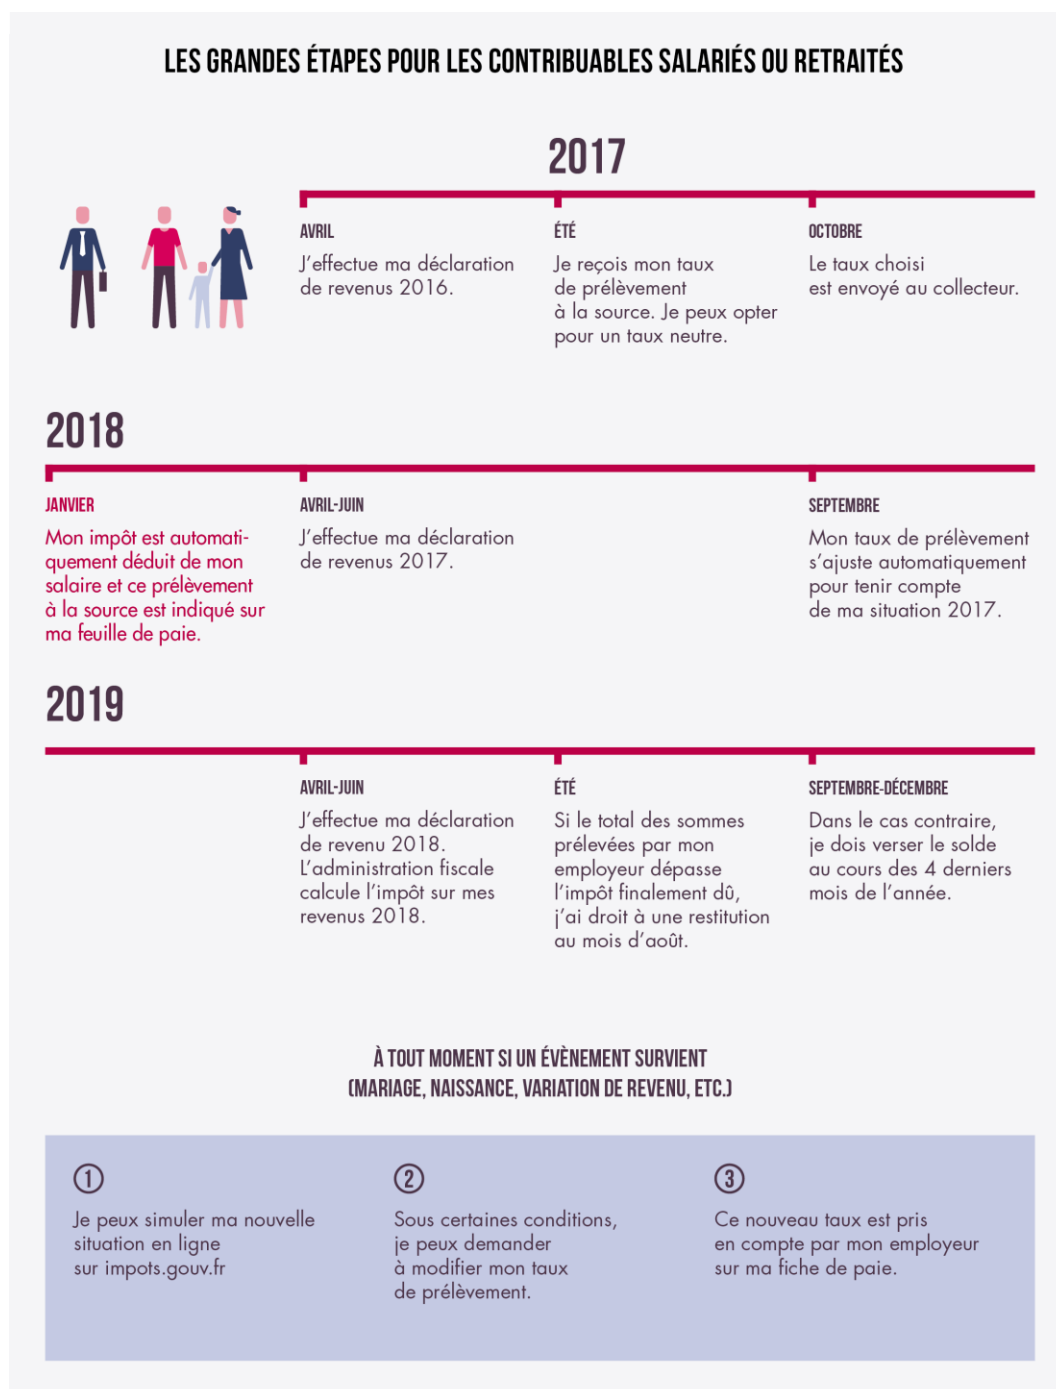 LES GRANDES ÉTAPES POUR LES CONTRIBUABLES SALARIÉS OU RETRAITÉS
2017
AVRIL
J’effectue ma déclaration
de revenus 2016.
ÉTÉ
Je reçois mon taux
de prélèvement
à la source. Je peux opter
pour un taux neutre.
OCTOBRE
Le taux choisi
est envoyé au collecteur.
2018
JANVIER
Mon impôt est automati-
quement déduit de mon
salaire et ce prélèvement
à la source est indiqué sur
ma feuille de paie.
AVRIL-JUIN
J’effectue ma déclaration
de revenus 2017.
SEPTEMBRE
Mon taux de prélèvement
s’ajuste automatiquement
pour tenir compte
de ma situation 2017.
2019
AVRIL-JUIN
J’effectue ma déclaration
de revenu 2018.
L’administration fiscale
calcule l’impôt sur mes
revenus 2018.
ÉTÉ
Si le total des sommes
prélevées par mon
employeur dépasse
l’impôt finalement dû,
j’ai droit à une restitution
au mois d’août.
SEPTEMBRE-DÉCEMBRE
Dans le cas contraire,
je dois verser le solde
au cours des 4 derniers
mois de l’année.
À TOUT MOMENT SI UN ÉVÈNEMENT SURVIENT
(MARIAGE, NAISSANCE, VARIATION DE REVENU, ETC.)
1
Je peux simuler ma nouvelle
situation en ligne
sur impots.gouv.fr
2
Sous certaines conditions,
je peux demander
à modifier mon taux
de prélèvement.
3
Ce nouveau taux est pris
en compte par mon employeur
sur ma fiche de paie.